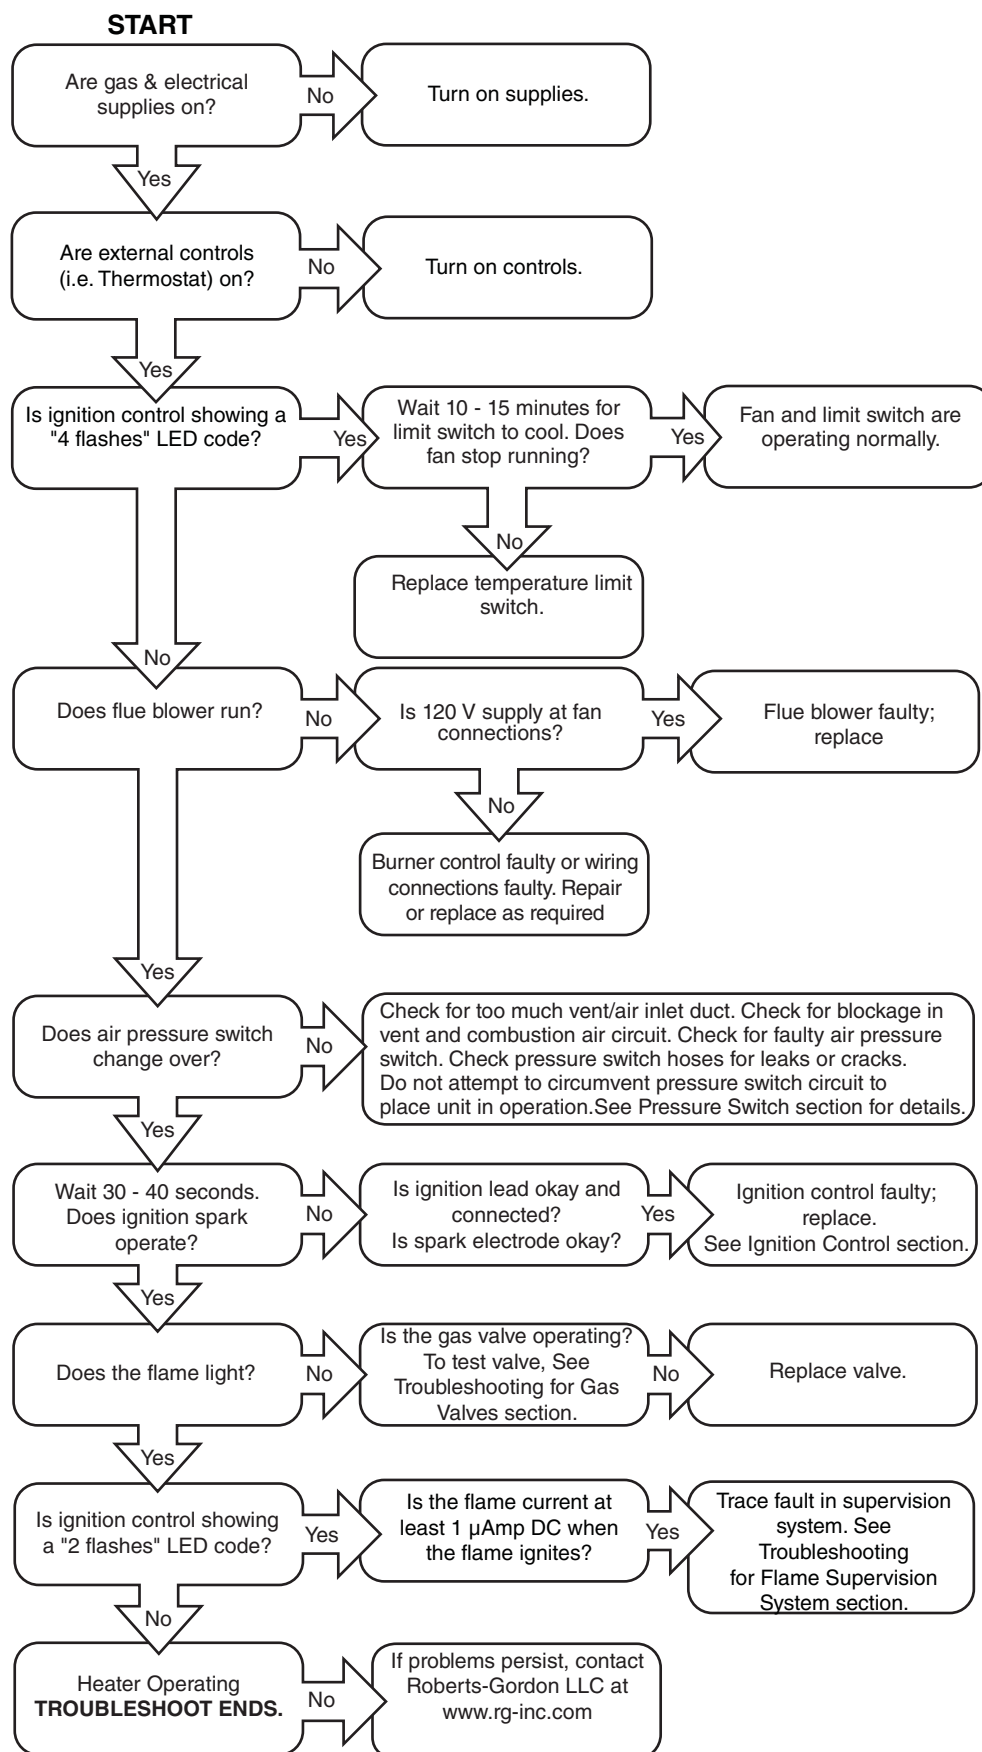 START
Are gas & electrical
supplies on?
No
Turn on supplies.
Yes
Are external controls
(i.e. Thermostat) on?
No
Turn on controls.
Yes
Is ignition control showing a
"4 flashes" LED code?
Yes
Wait 10 - 15 minutes for
limit switch to cool. Does
fan stop running?
Yes
Fan and limit switch are
operating normally.
No
Replace temperature limit
switch.
No
Does flue blower run?
No
Is 120 V supply at fan
connections?
Yes
Flue blower faulty;
replace
No
Burner control faulty or wiring
connections faulty. Repair
or replace as required
Yes
Does air pressure switch
change over?
No
Check for too much vent/air inlet duct. Check for blockage in
vent and combustion air circuit. Check for faulty air pressure
switch. Check pressure switch hoses for leaks or cracks.
Do not attempt to circumvent pressure switch circuit to
place unit in operation.See Pressure Switch section for details.
Yes
Wait 30 - 40 seconds.
Does ignition spark
operate?
No
Is ignition lead okay and
connected?
Is spark electrode okay?
Yes
Ignition control faulty;
replace.
See Ignition Control section.
Yes
Does the flame light?
No
Is the gas valve operating?
To test valve, See
Troubleshooting for Gas
Valves section.
No
Replace valve.
Yes
Is ignition control showing
a "2 flashes" LED code?
Yes
Is the flame current at
least 1 µAmp DC when
the flame ignites?
Yes
Trace fault in supervision
system. See
Troubleshooting
for Flame Supervision
System section.
No
Heater Operating
TROUBLESHOOT ENDS.
No
If problems persist, contact
Roberts-Gordon LLC at
www.rg-inc.com